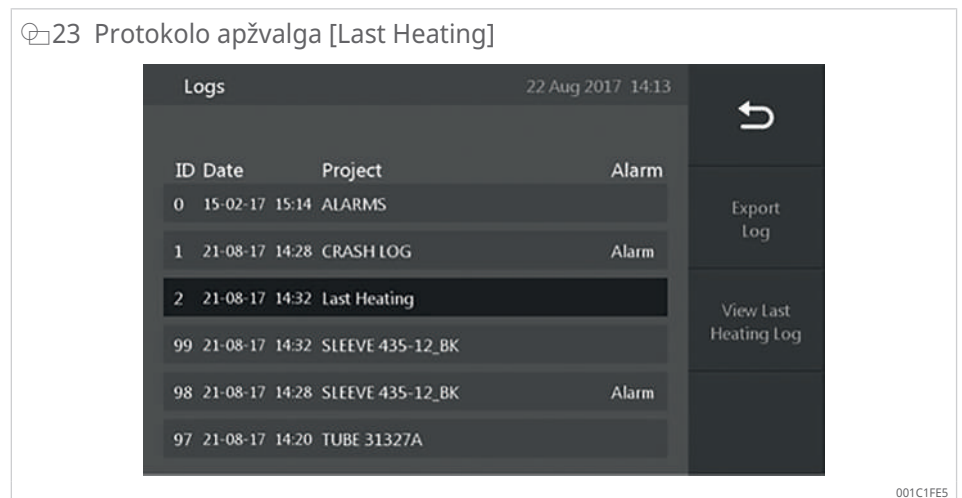 23 Protokolo apžvalga [Last Heating]
Logs 22 Aug 2017 14:13
ID Date Project Alarm
0 15-02-17 15:14 ALARMS
1 21-08-17 14:28 CRASH LOG Alarm
2 21-08-17 14:32 Last Heating
99 21-08-17 14:32 SLEEVE 435-12_BK
98 21-08-17 14:28 SLEEVE 435-12_BK Alarm
97 21-08-17 14:20 TUBE 31327A
Export
Log
View Last
Heating Log
001C1FE5